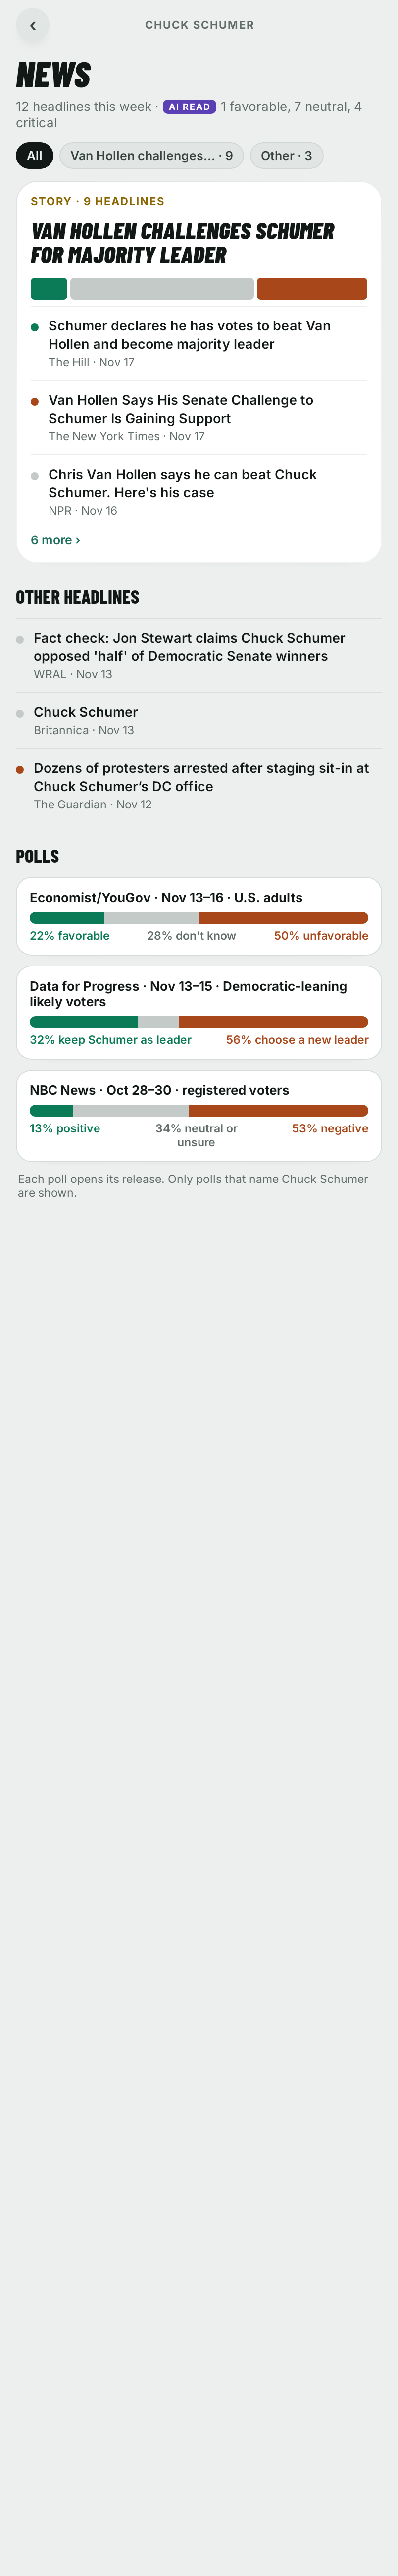 ‹
CHUCK SCHUMER
NEWS
12 headlines this week · AI READ 1 favorable, 7 neutral, 4
critical
All
Van Hollen challenges… · 9
Other · 3
STORY · 9 HEADLINES
VAN HOLLEN CHALLENGES SCHUMER
FOR MAJORITY LEADER
Schumer declares he has votes to beat Van
Hollen and become majority leader
The Hill · Nov 17
Van Hollen Says His Senate Challenge to
Schumer Is Gaining Support
The New York Times · Nov 17
Chris Van Hollen says he can beat Chuck
Schumer. Here's his case
NPR · Nov 16
6 more ›
OTHER HEADLINES
Fact check: Jon Stewart claims Chuck Schumer
opposed 'half' of Democratic Senate winners
WRAL · Nov 13
Chuck Schumer
Britannica · Nov 13
Dozens of protesters arrested after staging sit-in at
Chuck Schumer’s DC office
The Guardian · Nov 12
POLLS
Economist/YouGov · Nov 13–16 · U.S. adults
22% favorable
28% don't know
50% unfavorable
Data for Progress · Nov 13–15 · Democratic-leaning
likely voters
32% keep Schumer as leader
56% choose a new leader
NBC News · Oct 28–30 · registered voters
13% positive
34% neutral or
unsure
53% negative
Each poll opens its release. Only polls that name Chuck Schumer
are shown.